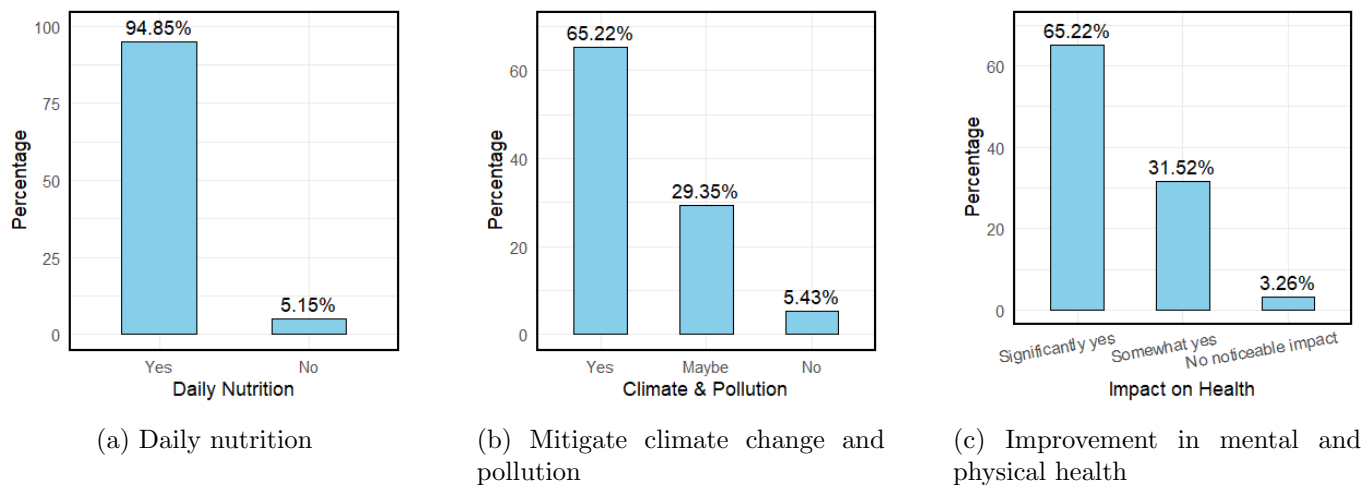 Percentage
100
75
50
25
0
94.85%
5.15%
Yes No
Daily Nutrition
(a) Daily nutrition
Percentage
60
40
20
0
65.22%
29.35%
5.43%
Yes Maybe No
Climate & Pollution
(b) Mitigate climate change and
pollution
Percentage
60
40
20
0
65.22%
31.52%
3.26%
Significantly yes
Somewhat yes
No noticeable impact
Impact on Health
(c) Improvement in mental and
physical health